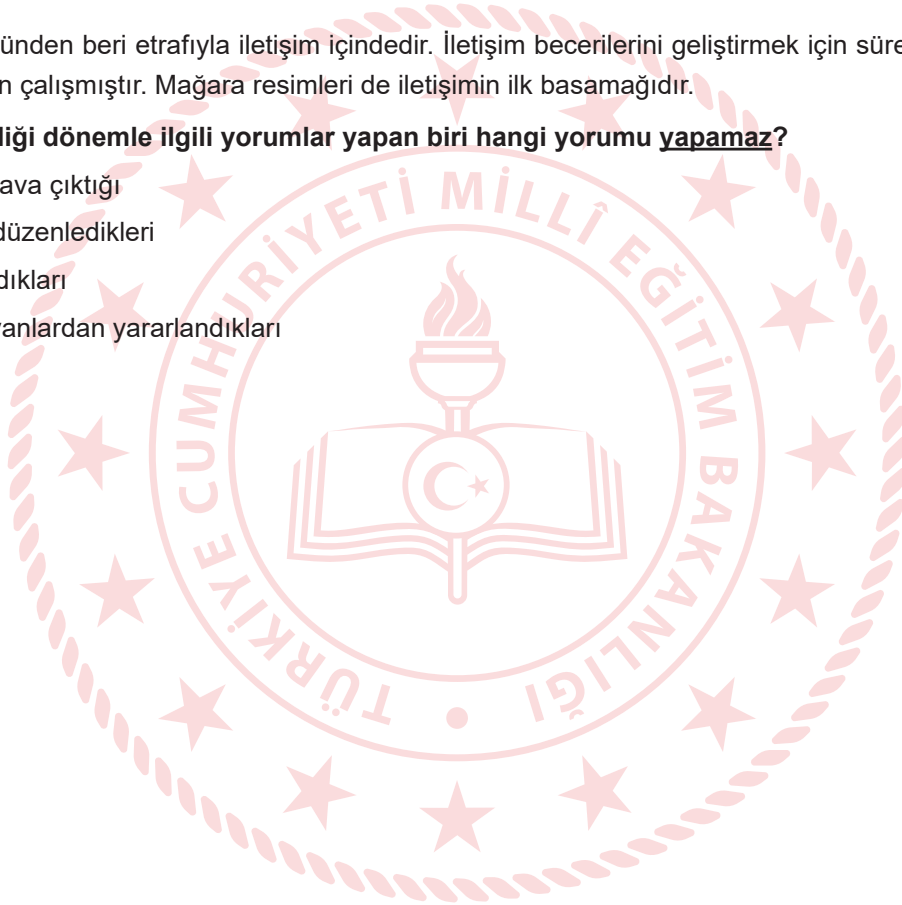 ünden beri etrafıyla iletişim içindedir. İletişim becerilerini geliştirmek için süre
n çalışmıştır. Mağara resimleri de iletişimin ilk basamağıdır.
liği dönemle ilgili yorumlar yapan biri hangi yorumu yapamaz?
ava çıktığı
düzenledikleri
dıkları
anlardan yararlandıkları
TÜRKİYE CUMHURİYETİ MİLLÎ EĞİTİM BAKANLIĞI